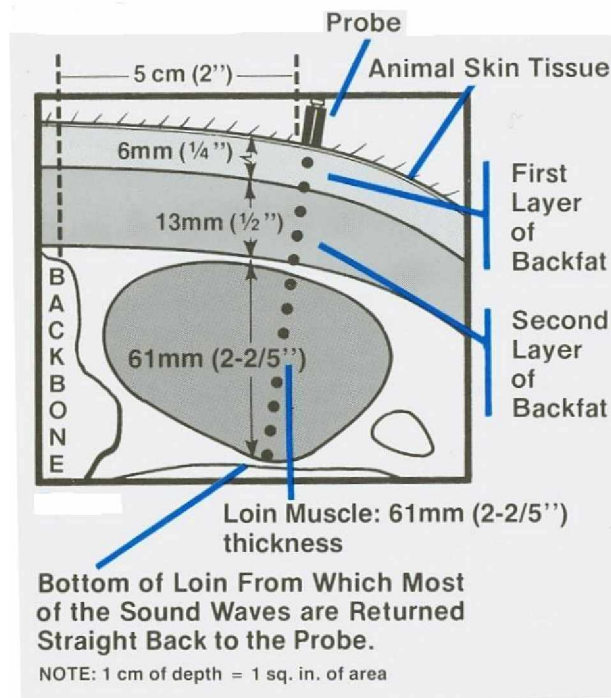 Probe
5 cm (2’’)
Animal Skin Tissue
6mm (¼’’)
First
Layer
of
Backfat
13mm (½’’)
BACKBONE
Second
Layer
of
Backfat
61mm (2-2/5’’)
Loin Muscle: 61mm (2-2/5’’)
thickness
Bottom of Loin From Which Most
of the Sound Waves are Returned
Straight Back to the Probe.
NOTE: 1 cm of depth = 1 sq. in. of area